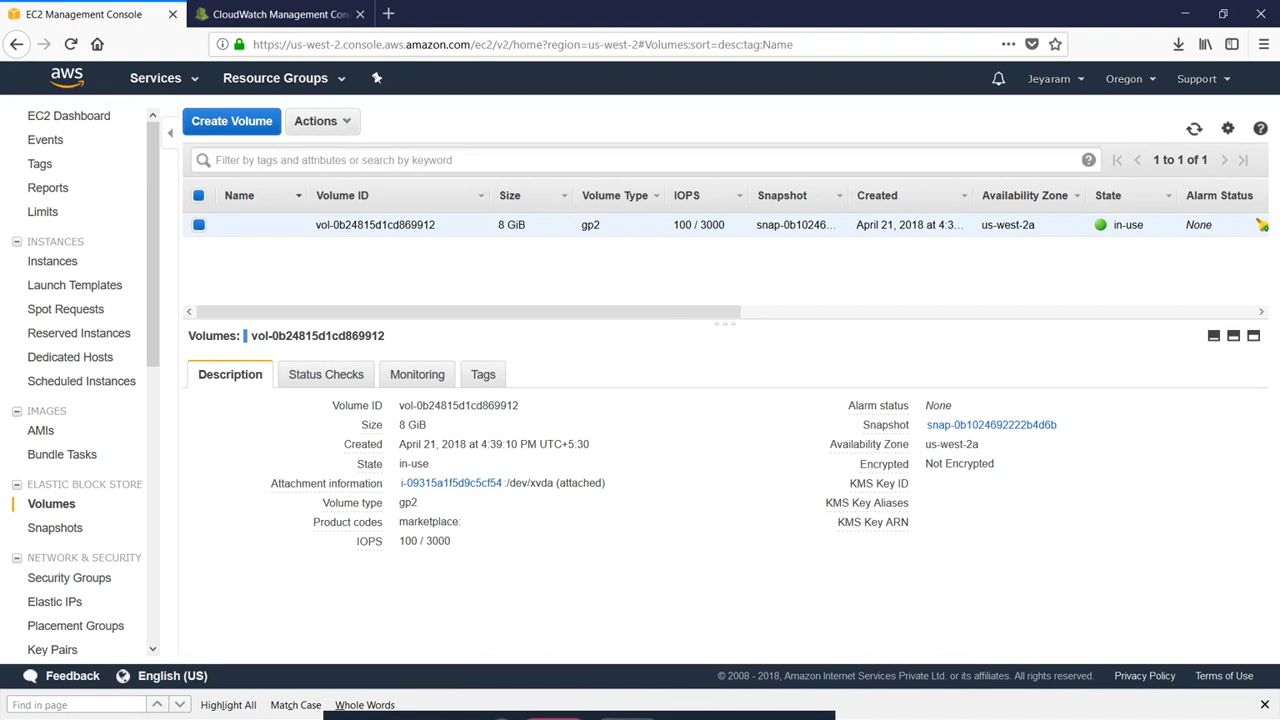 EC2 Management Console
CloudWatch Management Con
https://us-west-2.console.aws.amazon.com/ec2/v2/home?region=us-west-2#Volumes:sort=desc:tag:Name
aws Services Resource Groups Jeyaram Oregon Support
EC2 Dashboard
Events
Tags
Reports
Limits
INSTANCES
Instances
Launch Templates
Spot Requests
Reserved Instances
Dedicated Hosts
Scheduled Instances
IMAGES
AMIs
Bundle Tasks
ELASTIC BLOCK STORE
Volumes
Snapshots
NETWORK & SECURITY
Security Groups
Elastic IPs
Placement Groups
Key Pairs
Create Volume Actions
Filter by tags and attributes or search by keyword 1 to 1 of 1
Name Volume ID Size Volume Type IOPS Snapshot Created Availability Zone State Alarm Status
vol-0b24815d1cd869912 8 GiB gp2 100 / 3000 snap-0b10246... April 21, 2018 at 4:3... us-west-2a in-use None
Volumes: vol-0b24815d1cd869912
Description Status Checks Monitoring Tags
Volume ID vol-0b24815d1cd869912
Size 8 GiB
Created April 21, 2018 at 4:39:10 PM UTC+5:30
State in-use
Attachment information i-09315a1f5d9c5cf54 :/dev/xvda (attached)
Volume type gp2
Product codes marketplace:
IOPS 100 / 3000
Alarm status None
Snapshot snap-0b1024692222b4d6b
Availability Zone us-west-2a
Encrypted Not Encrypted
KMS Key ID
KMS Key Aliases
KMS Key ARN
Feedback English (US) © 2008 - 2018, Amazon Internet Services Private Ltd. or its affiliates. All rights reserved. Privacy Policy Terms of Use
Find in page Highlight All Match Case Whole Words